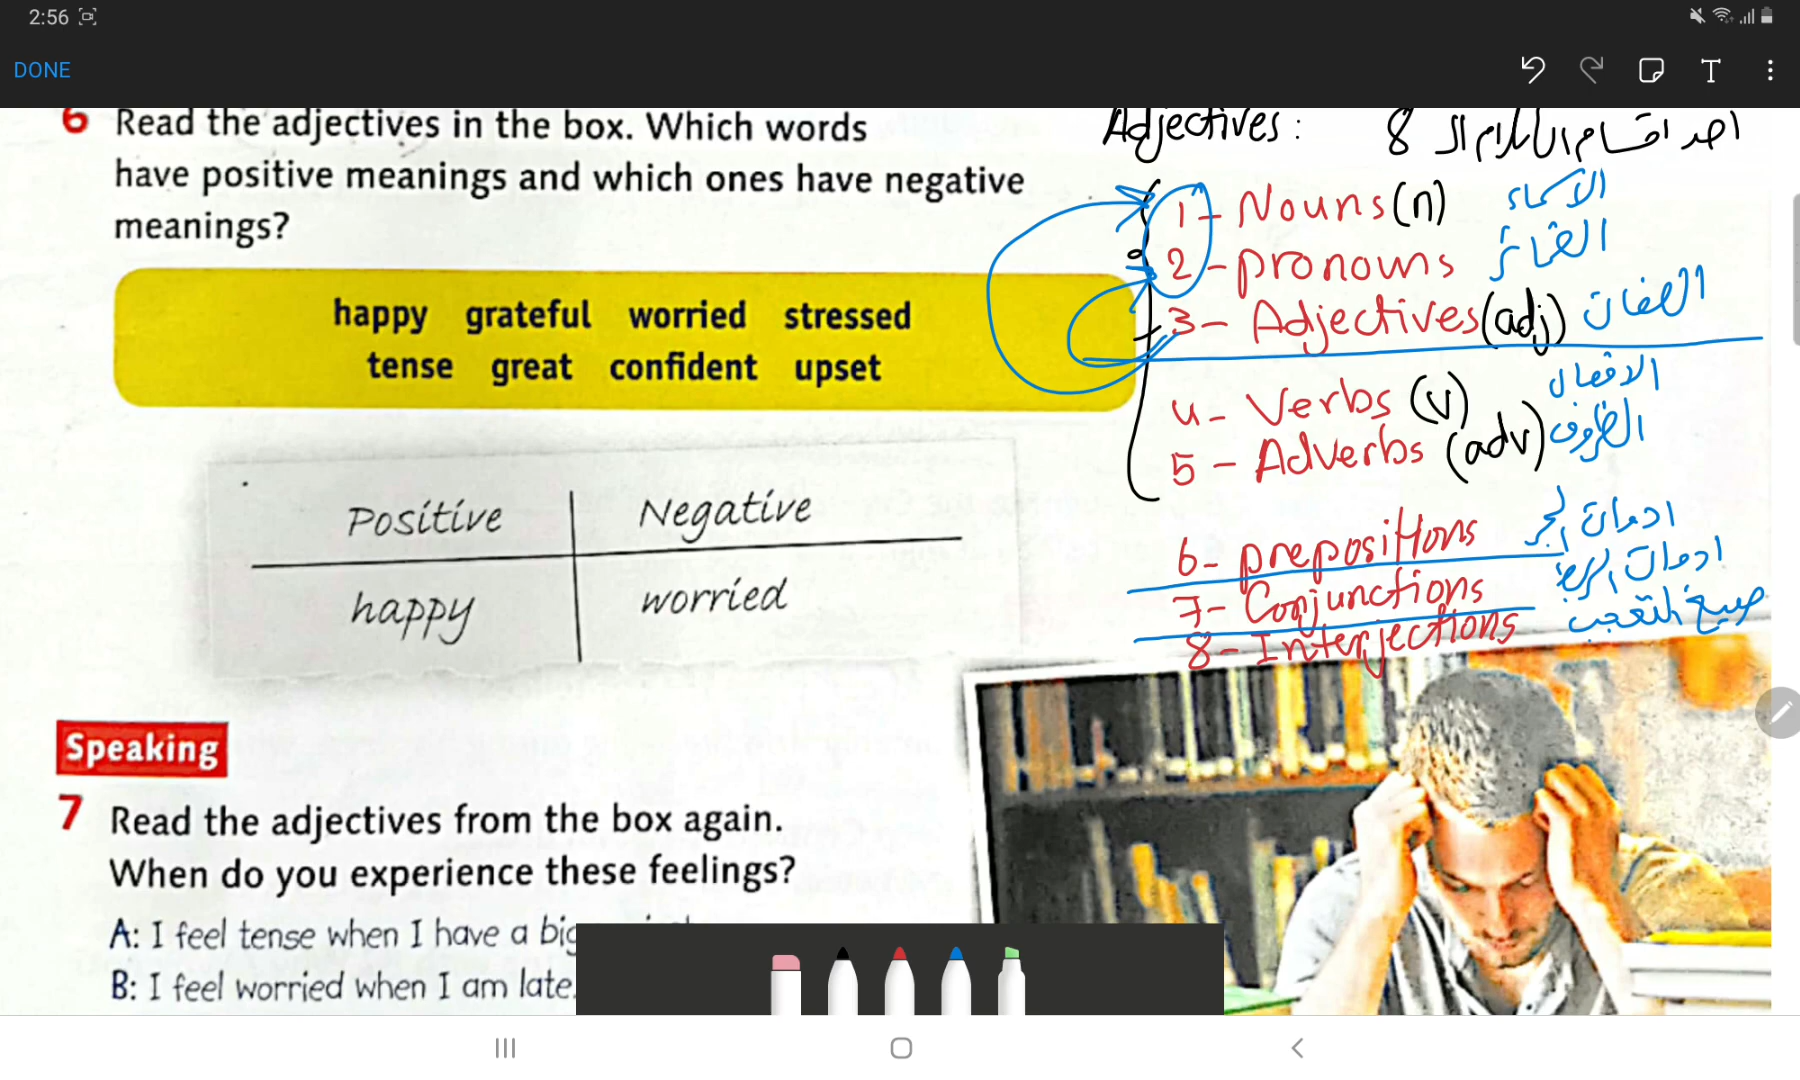 2:56
DONE
T
6 Read the adjectives in the box. Which words
have positive meanings and which ones have negative
meanings?
happy grateful worried stressed
tense great confident upset
Positive Negative
happy worried
Speaking
7 Read the adjectives from the box again.
When do you experience these feelings?
A: I feel tense when I have a big
B: I feel worried when I am late.
Adjectives: احد اقسام الكلام الـ 8
1- Nouns (n) الاسماء
2- pronouns الضمائر
3- Adjectives (adj) الصفات
4- Verbs (v) الافعال
5- Adverbs (adv) الظروف
6- prepositions ادوات الجر
7- Conjunctions ادوات الربط
8- Interjections صيغ التعجب